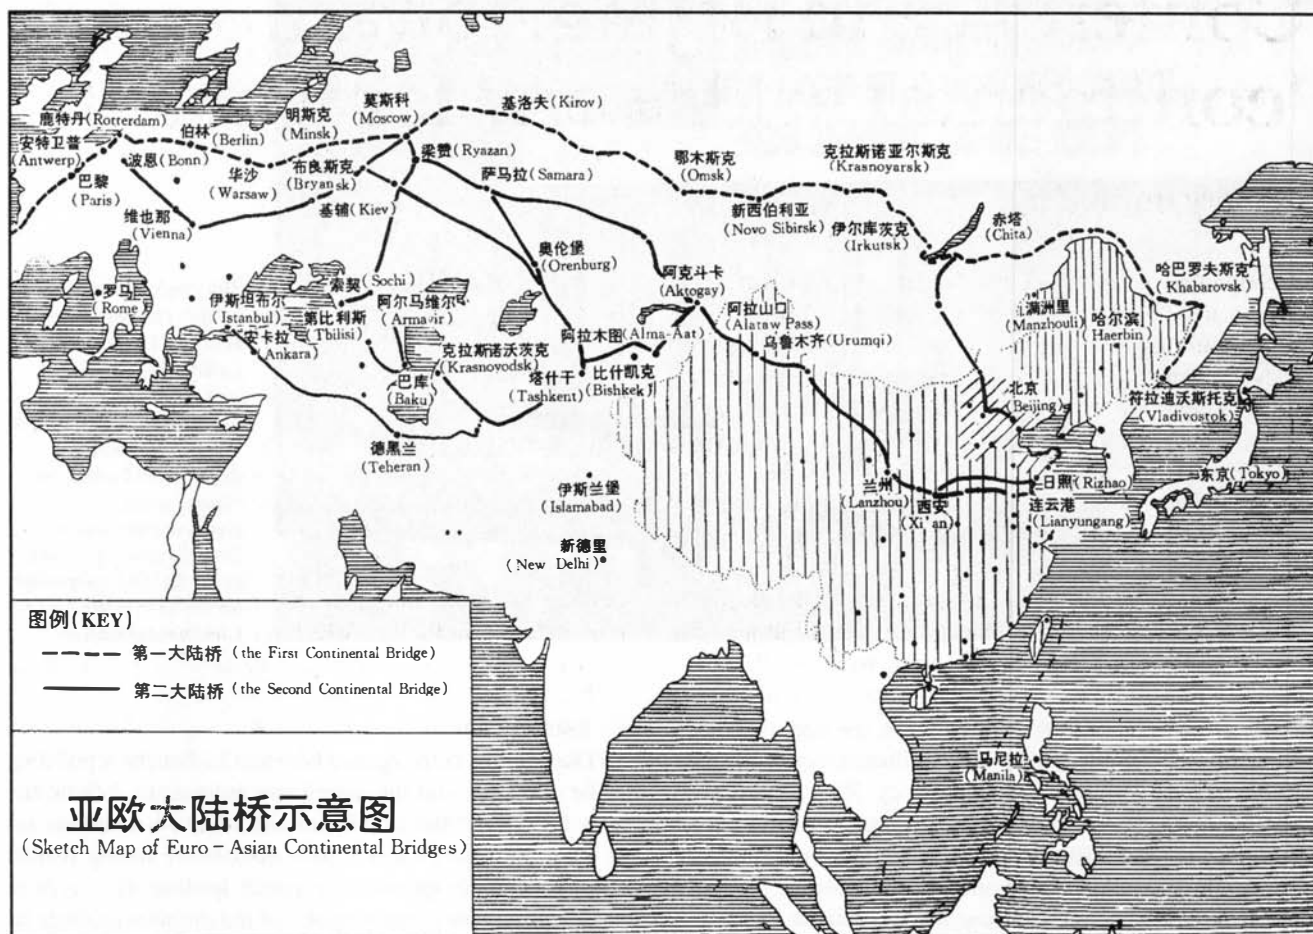 莫斯科
(Moscow)
基洛夫(Kirov)
鹿特丹(Rotterdam)
明斯克
(Minsk)
伯林
(Berlin)
安特卫普
(Antwerp)
波恩(Bonn)
巴黎
(Paris)
华沙
(Warsaw)
布良斯克
(Bryansk)
梁赞(Ryazan)
萨马拉(Samara)
鄂木斯克
(Omsk)
克拉斯诺亚尔斯克
(Krasnoyarsk)
维也那
(Vienna)
基辅(Kiev)
新西伯利亚
(Novo Sibirsk)
伊尔库茨克
(Irkutsk)
赤塔
(Chita)
奥伦堡
(Orenburg)
阿克斗卡
(Aktogay)
哈巴罗夫斯克
(Khabarovsk)
罗马
(Rome)
伊斯坦布尔
(Istanbul)
索契(Sochi)
第比利斯
(Tbilisi)
阿尔马维尔
(Armavir)
阿拉山口
(Alataw Pass)
满洲里
(Manzhouli)
哈尔滨
(Haerbin)
安卡拉
(Ankara)
克拉斯诺沃茨克
(Krasnoyodsk)
阿拉木图(Alma-Aat)
乌鲁木齐(Urumqi)
巴库
(Baku)
塔什干
(Tashkent)
比什凯克
(Bishkek)
北京
(Beijing)
符拉迪沃斯托克
(Vladivostok)
德黑兰
(Teheran)
伊斯兰堡
(Islamabad)
兰州
(Lanzhou)
西安
(Xi'an)
日照(Rizhao)
连云港
(Lianyungang)
东京(Tokyo)
新德里
(New Delhi)
马尼拉
(Manila)
图例(KEY)
第一大陆桥(the First Continental Bridge)
第二大陆桥(the Second Continental Bridge)
亚欧大陆桥示意图
(Sketch Map of Euro-Asian Continental Bridges)